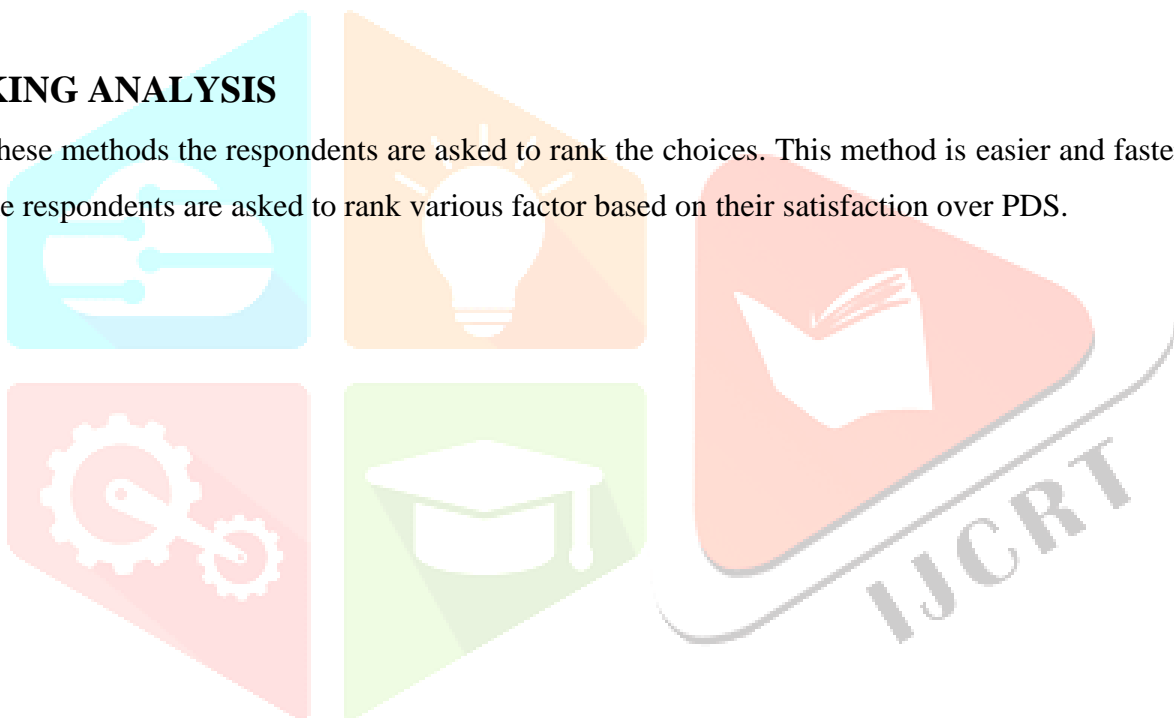 KING ANALYSIS
hese methods the respondents are asked to rank the choices. This method is easier and faste
e respondents are asked to rank various factor based on their satisfaction over PDS.
IJCRT